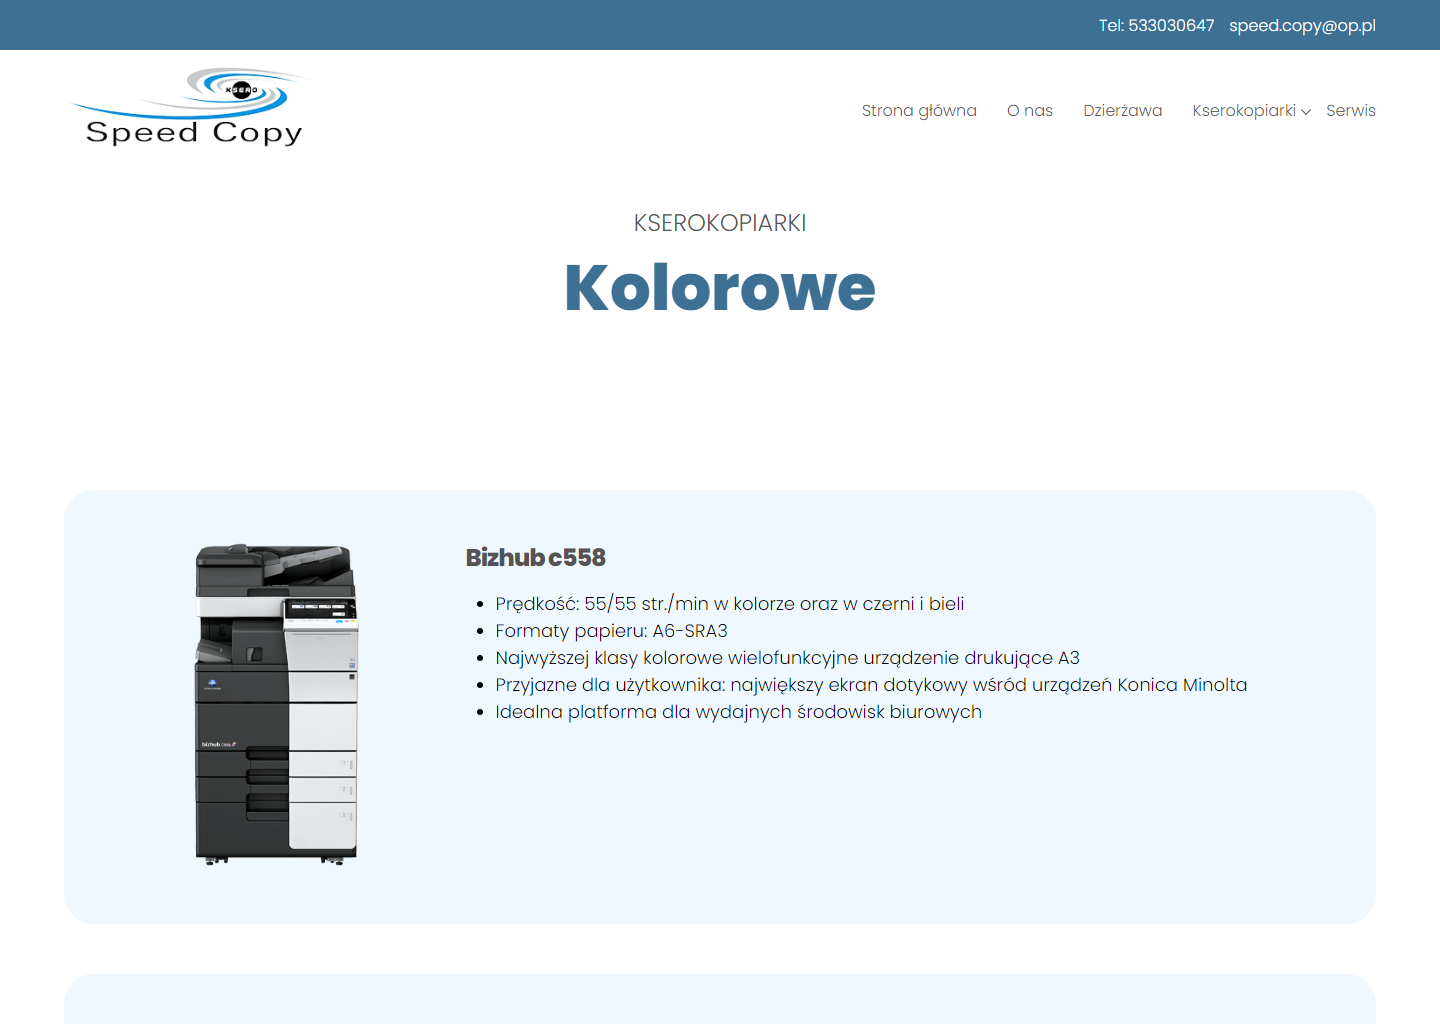 Tel: 533030647 speed.copy@op.pl
KSERO
Speed Copy
Strona główna O nas Dzierżawa Kserokopiarki Serwis
KSEROKOPIARKI
Kolorowe
Bizhub c558
Prędkość: 55/55 str./min w kolorze oraz w czerni i bieli
Formaty papieru: A6-SRA3
Najwyższej klasy kolorowe wielofunkcyjne urządzenie drukujące A3
Przyjazne dla użytkownika: największy ekran dotykowy wśród urządzeń Konica Minolta
Idealna platforma dla wydajnych środowisk biurowych
bizhub